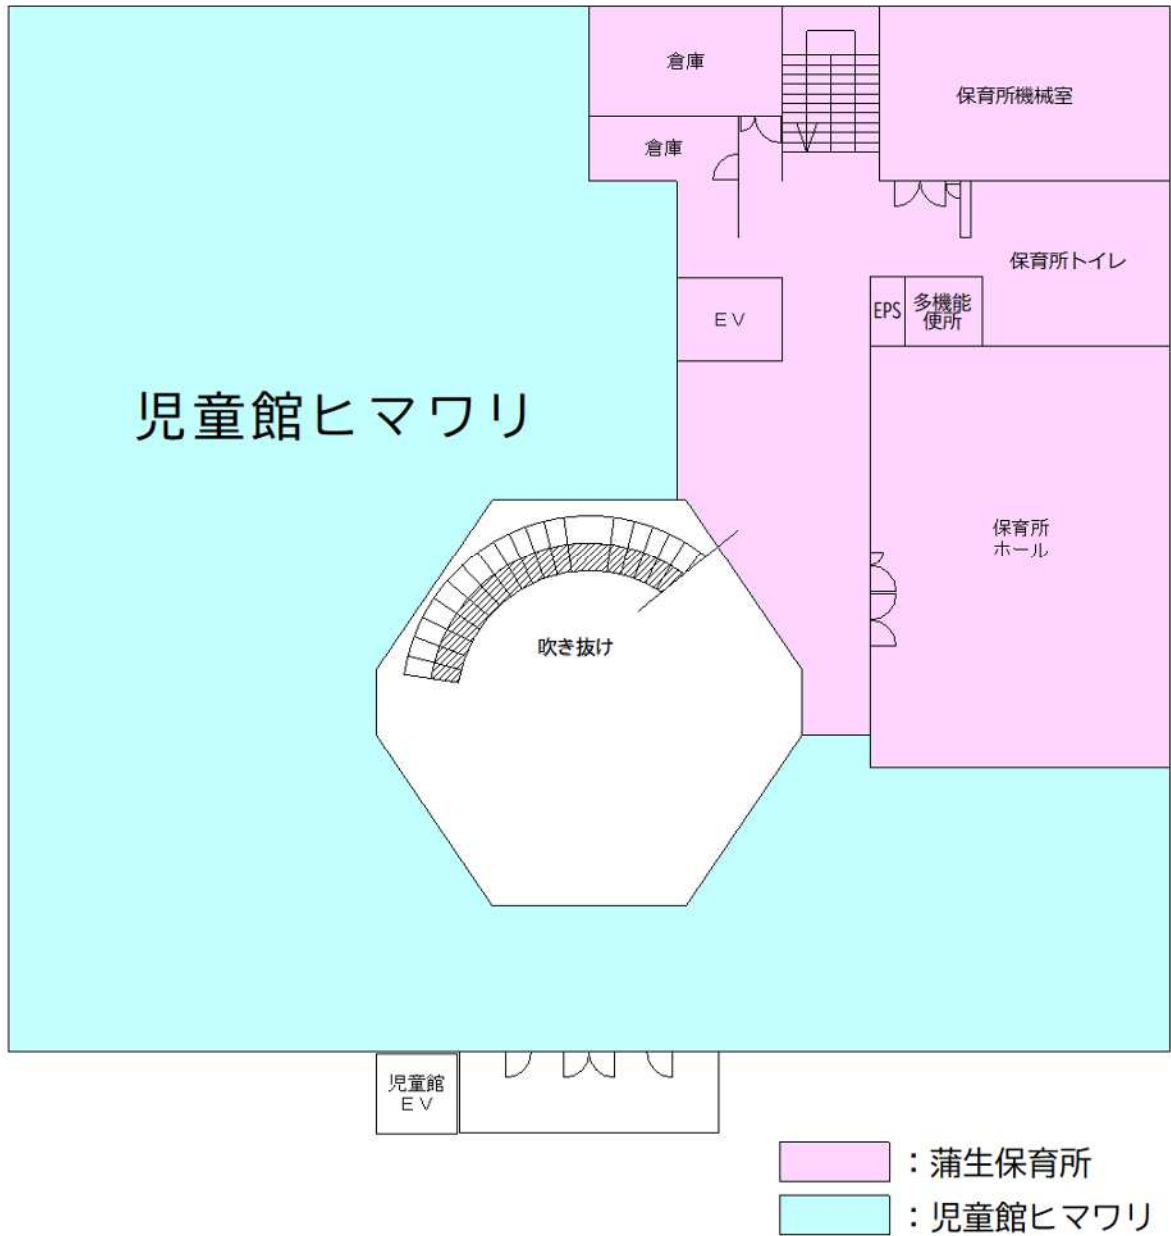 倉庫
保育所機械室
倉庫
保育所トイレ
EV
EPS
多機能
便所
児童館ヒマワリ
保育所
ホール
吹き抜け
児童館
EV
：蒲生保育所
：児童館ヒマワリ